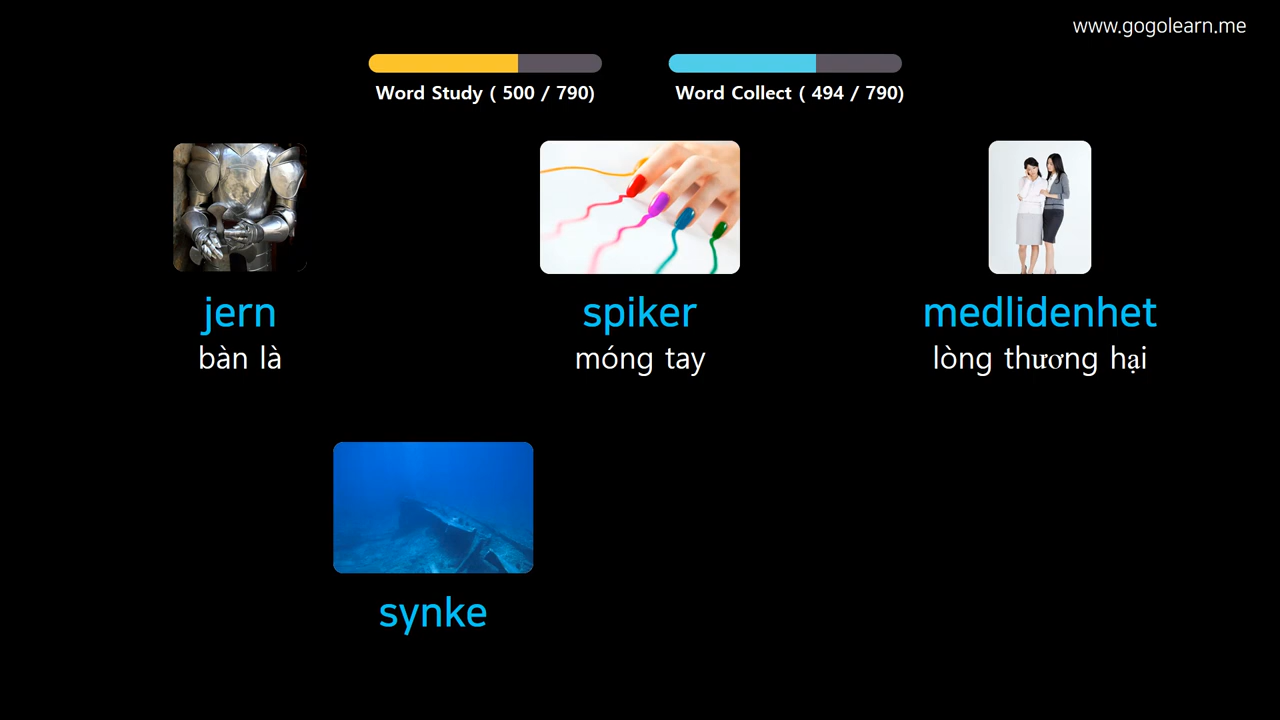 www.gogolearn.me
Word Study ( 500 / 790)
Word Collect ( 494 / 790)
jern
bàn là
spiker
móng tay
medlidenhet
lòng thương hại
synke